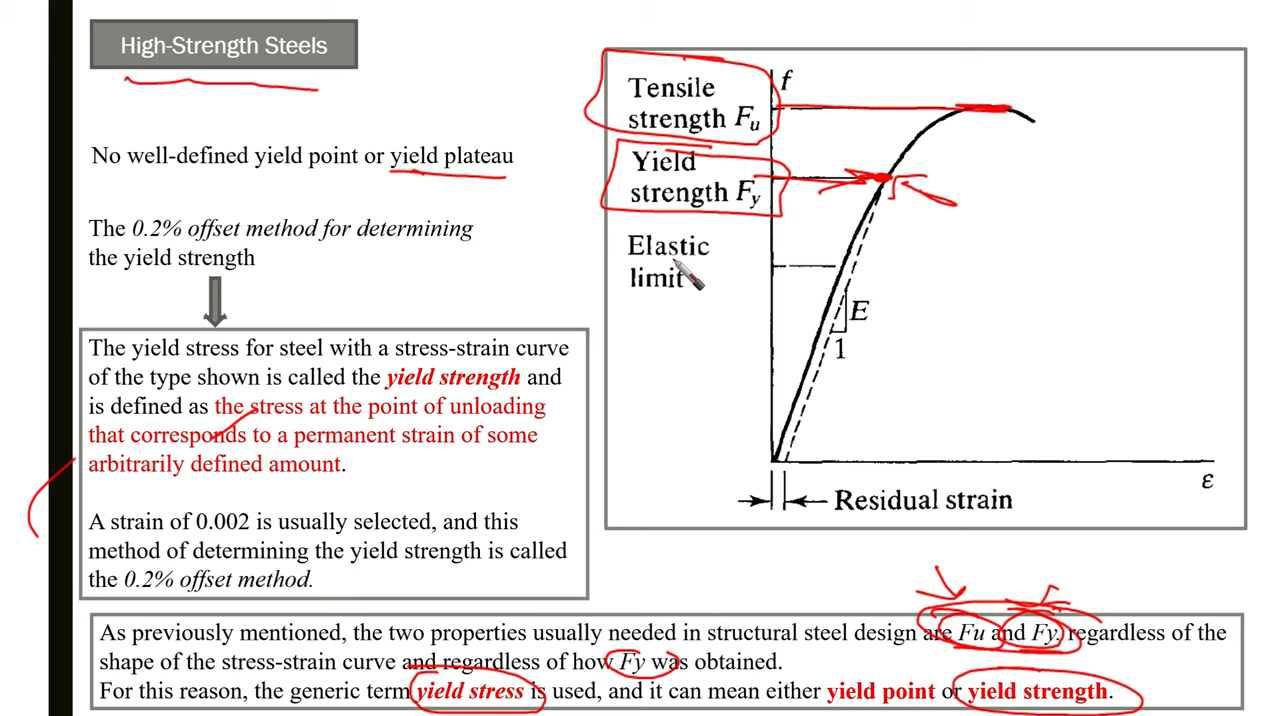 High-Strength Steels
No well-defined yield point or yield plateau
The 0.2% offset method for determining
the yield strength
The yield stress for steel with a stress-strain curve
of the type shown is called the yield strength and
is defined as the stress at the point of unloading
that corresponds to a permanent strain of some
arbitrarily defined amount.
A strain of 0.002 is usually selected, and this
method of determining the yield strength is called
the 0.2% offset method.
Tensile
strength Fu
Yield
strength Fy
Elastic
limit
f
E
1
ε
Residual strain
As previously mentioned, the two properties usually needed in structural steel design are Fu and Fy, regardless of the
shape of the stress-strain curve and regardless of how Fy was obtained.
For this reason, the generic term yield stress is used, and it can mean either yield point or yield strength.